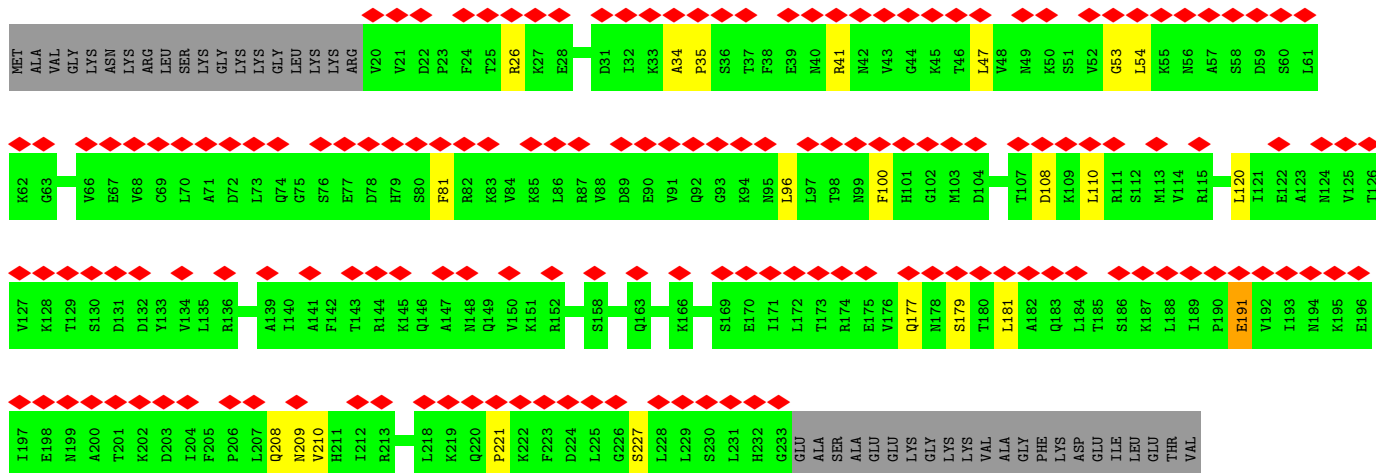 MET ALA VAL GLY LYS ASN LYS ARG LEU SER LYS GLY LYS LYS GLY LEU LYS LYS ARG V20 V21 D22 P23 F24 T25 R26 K27 E28 D31 I32 K33 A34 P35 S36 T37 F38 E39 N40 R41 N42 V43 G44 K45 T46 L47 V48 N49 K50 S51 V52 G53 L54 K55 N56 A57 S58 D59 S60 L61
K62 G63 V66 E67 V68 C69 L70 A71 D72 L73 Q74 G75 S76 E77 D78 H79 S80 F81 R82 K83 V84 K85 L86 R87 V88 D89 E90 V91 Q92 G93 K94 N95 L96 L97 T98 N99 F100 H101 G102 M103 D104 T107 D108 K109 L110 R111 S112 M113 V114 R115 L120 I121 E122 A123 N124 V125 T126
V127 K128 T129 S130 D131 D132 Y133 V134 L135 R136 A139 I140 A141 F142 T143 R144 K145 Q146 A147 N148 Q149 V150 K151 R152 S158 Q163 K166 S169 E170 I171 L172 T173 R174 E175 V176 Q177 N178 S179 T180 L181 A182 Q183 L184 T185 S186 K187 L188 I189 P190 E191 V192 I193 N194 K195 E196
I197 E198 N199 A200 T201 K202 D203 I204 F205 P206 L207 Q208 N209 V210 H211 I212 R213 L218 K219 Q220 P221 K222 F223 D224 L225 G226 S227 L228 L229 S230 L231 H232 G233 GLU ALA SER ALA GLU GLU LYS GLY LYS LYS VAL ALA GLY PHE LYS ASP GLU ILE LEU GLU THR VAL